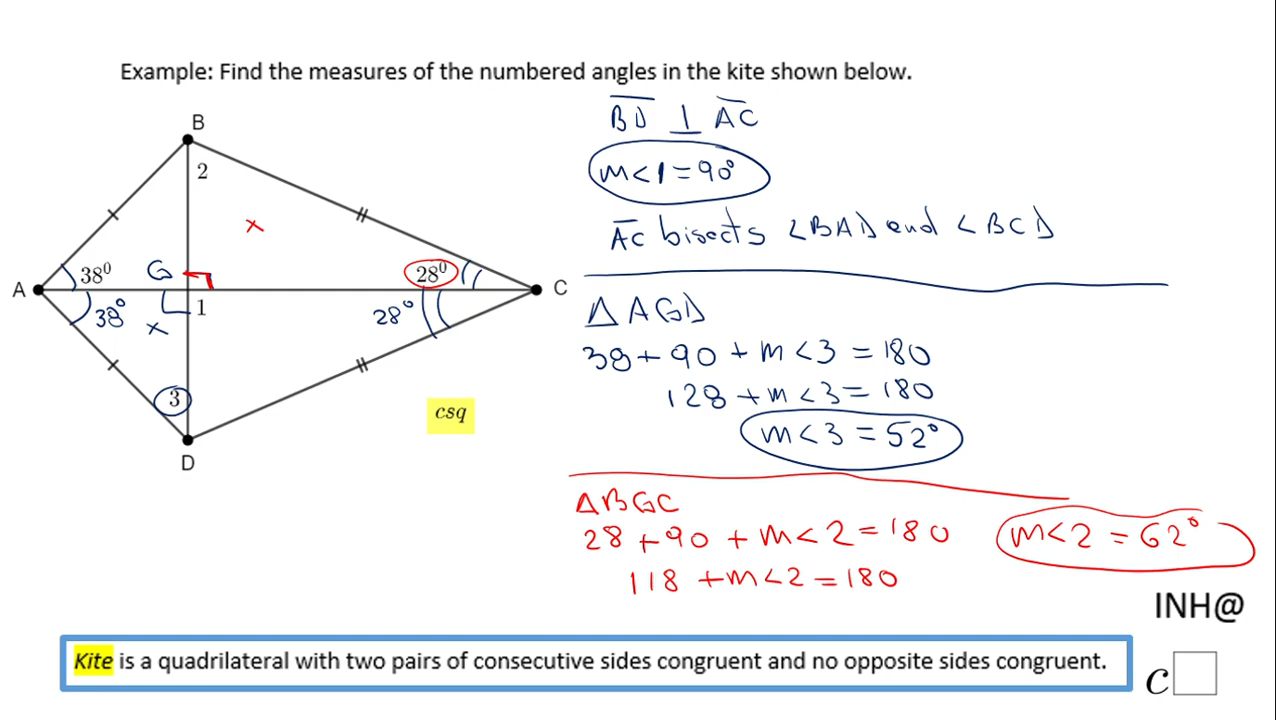 Example: Find the measures of the numbered angles in the kite shown below.
B
2
A
38⁰
G
28⁰
C
38°
x
1
28°
x
3
D
csq
BD ⊥ AC
m<1=90°
AC bisects <BAD and <BCD
△AGD
38+90+m<3=180
128+m<3=180
m<3=52°
△BGC
28+90+m<2=180
m<2=62°
118+m<2=180
INH@
Kite is a quadrilateral with two pairs of consecutive sides congruent and no opposite sides congruent.
c